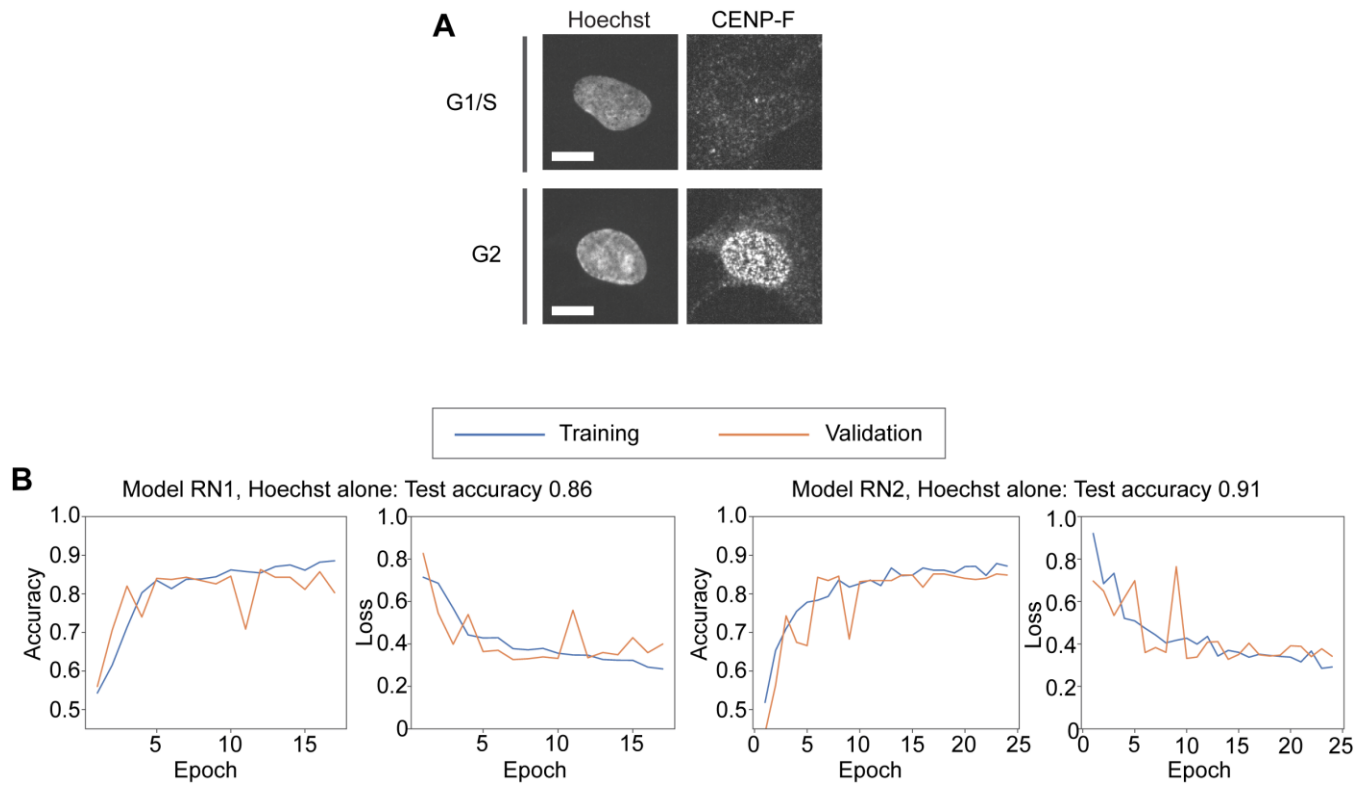 A
Hoechst CENP-F
G1/S
G2
Training Validation
B
Model RN1, Hoechst alone: Test accuracy 0.86
Model RN2, Hoechst alone: Test accuracy 0.91
Accuracy
1.0
0.9
0.8
0.7
0.6
0.5
5 10 15
Epoch
Loss
1.0
0.8
0.6
0.4
0.2
0
5 10 15
Epoch
Accuracy
1.0
0.9
0.8
0.7
0.6
0.5
0 5 10 15 20 25
Epoch
Loss
1.0
0.8
0.6
0.4
0.2
0
0 5 10 15 20 25
Epoch